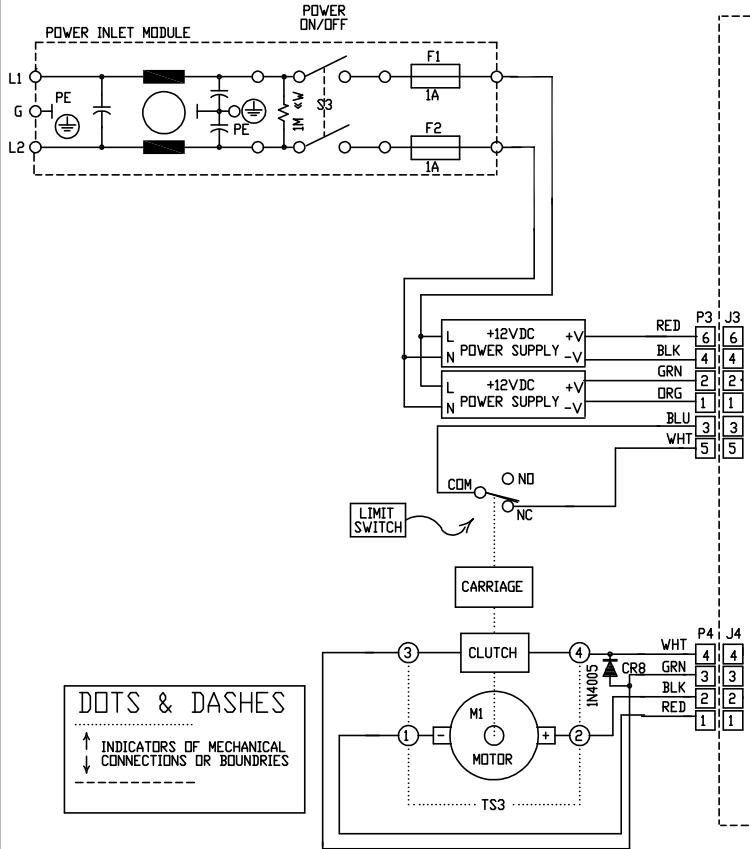 POWER
ON/OFF
POWER INLET MODULE
L1
PE
G
L2
PE
1M
S3
F1
1A
F2
1A
L +12VDC +V
N POWER SUPPLY -V
L +12VDC +V
N POWER SUPPLY -V
P3 J3
RED 6 6
BLK 4 4
GRN 2 2
ORG 1 1
BLU 3 3
WHT 5 5
COM
NO
NC
LIMIT
SWITCH
CARRIAGE
3
CLUTCH
4
1N4005
CR8
P4 J4
WHT 4 4
GRN 3 3
BLK 2 2
RED 1 1
M1
1
-
+
2
MOTOR
TS3
DOTS & DASHES
INDICATORS OF MECHANICAL
CONNECTIONS OR BOUNDRIES